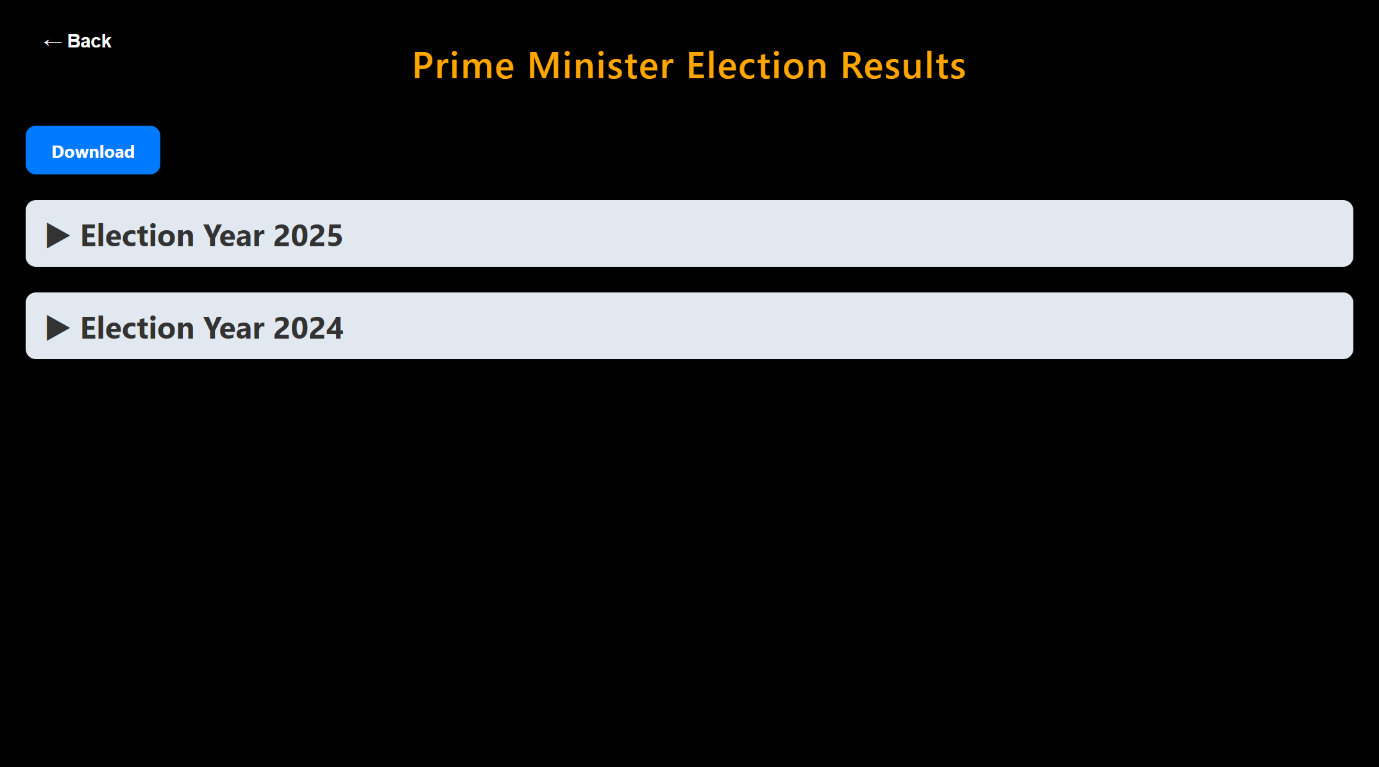 ← Back
Prime Minister Election Results
Download
▶ Election Year 2025
▶ Election Year 2024